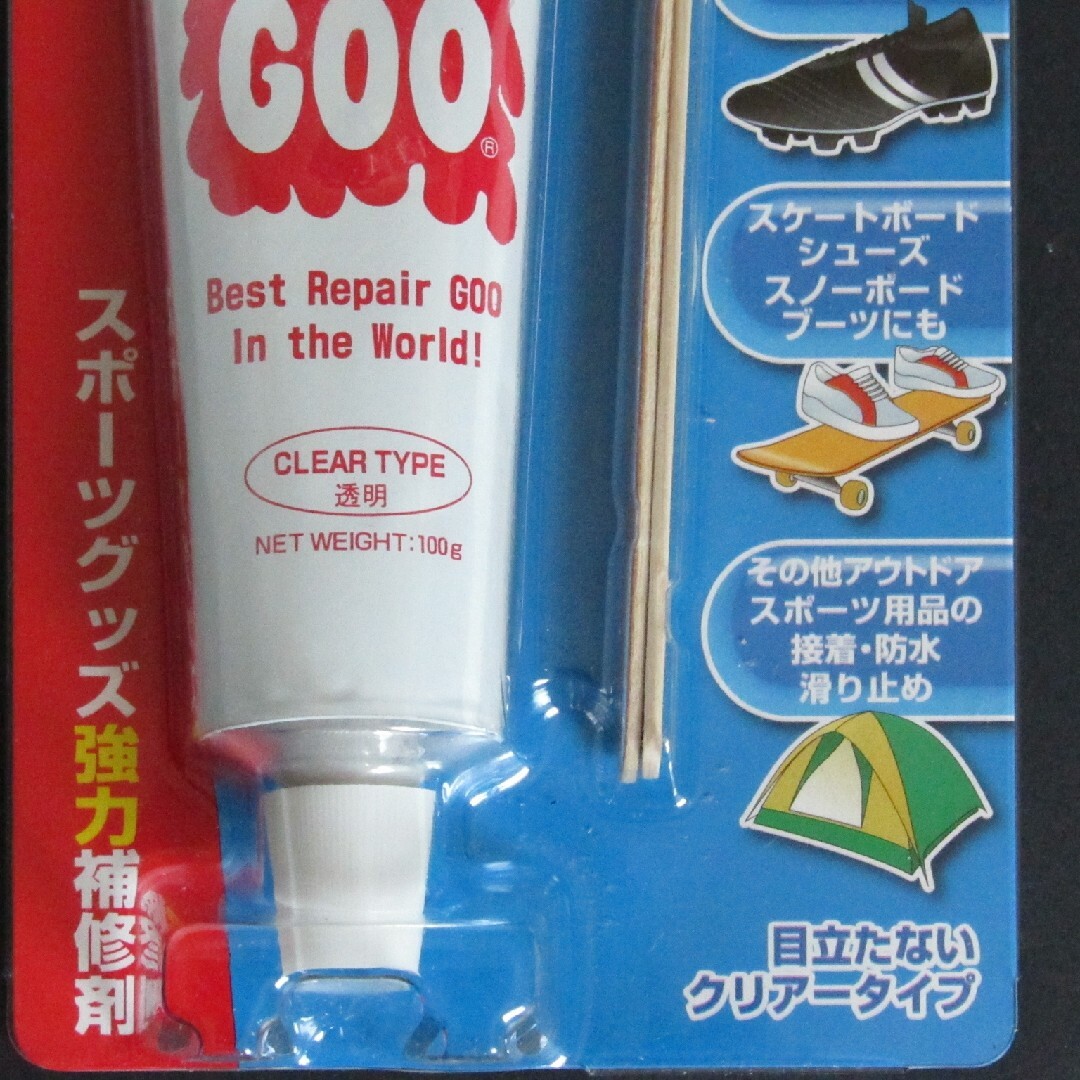 GOO®
Best Repair GOO
In the World!
CLEAR TYPE
透明
NET WEIGHT:100g
スポーツグッズ強力補修剤
スケートボード
シューズ
スノーボード
ブーツにも
その他アウトドア
スポーツ用品の
接着・防水
滑り止め
目立たない
クリアータイプ